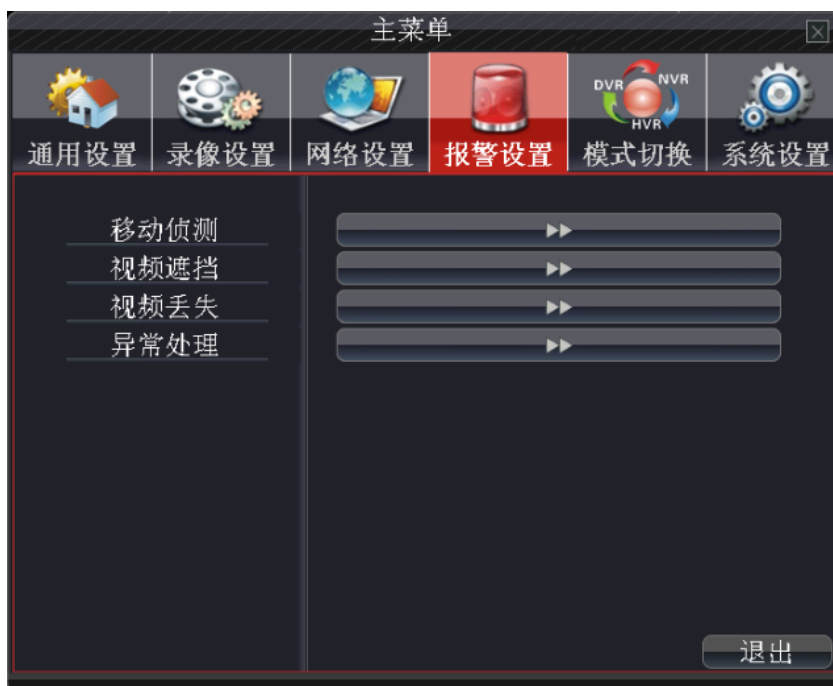 主菜单
DVR NVR
HVR
通用设置 录像设置 网络设置 报警设置 模式切换 系统设置
移动侦测
视频遮挡
视频丢失
异常处理
退出